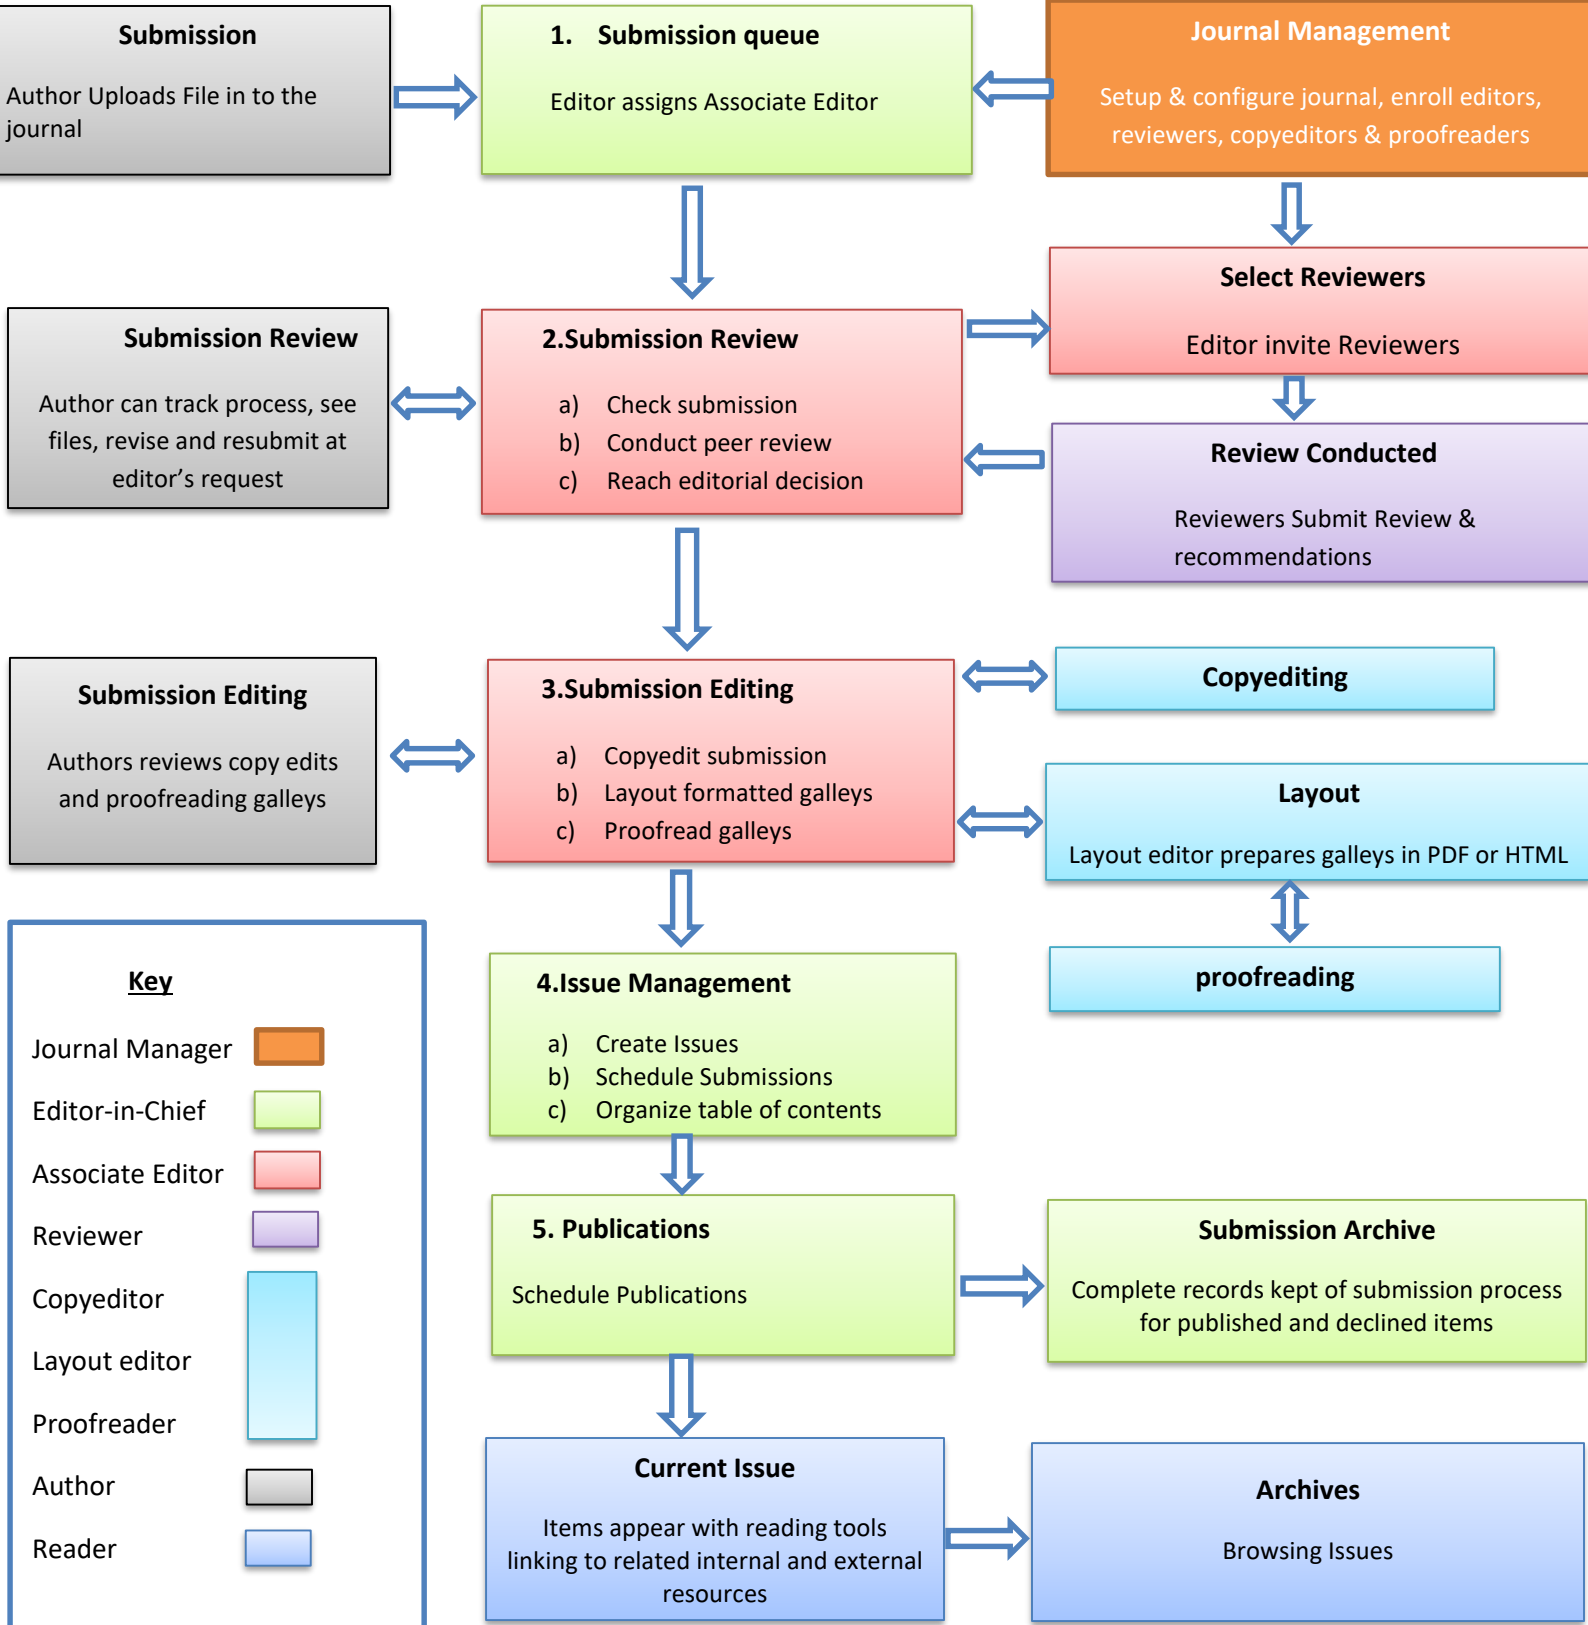 Submission
Author Uploads File in to the
journal
1. Submission queue
Editor assigns Associate Editor
Journal Management
Setup & configure journal, enroll editors,
reviewers, copyeditors & proofreaders
Select Reviewers
Editor invite Reviewers
Submission Review
Author can track process, see
files, revise and resubmit at
editor’s request
2.Submission Review
a) Check submission
b) Conduct peer review
c) Reach editorial decision
Review Conducted
Reviewers Submit Review &
recommendations
Submission Editing
Authors reviews copy edits
and proofreading galleys
3.Submission Editing
a) Copyedit submission
b) Layout formatted galleys
c) Proofread galleys
Copyediting
Layout
Layout editor prepares galleys in PDF or HTML
proofreading
4.Issue Management
a) Create Issues
b) Schedule Submissions
c) Organize table of contents
5. Publications
Schedule Publications
Submission Archive
Complete records kept of submission process
for published and declined items
Current Issue
Items appear with reading tools
linking to related internal and external
resources
Archives
Browsing Issues
Key
Journal Manager
Editor-in-Chief
Associate Editor
Reviewer
Copyeditor
Layout editor
Proofreader
Author
Reader